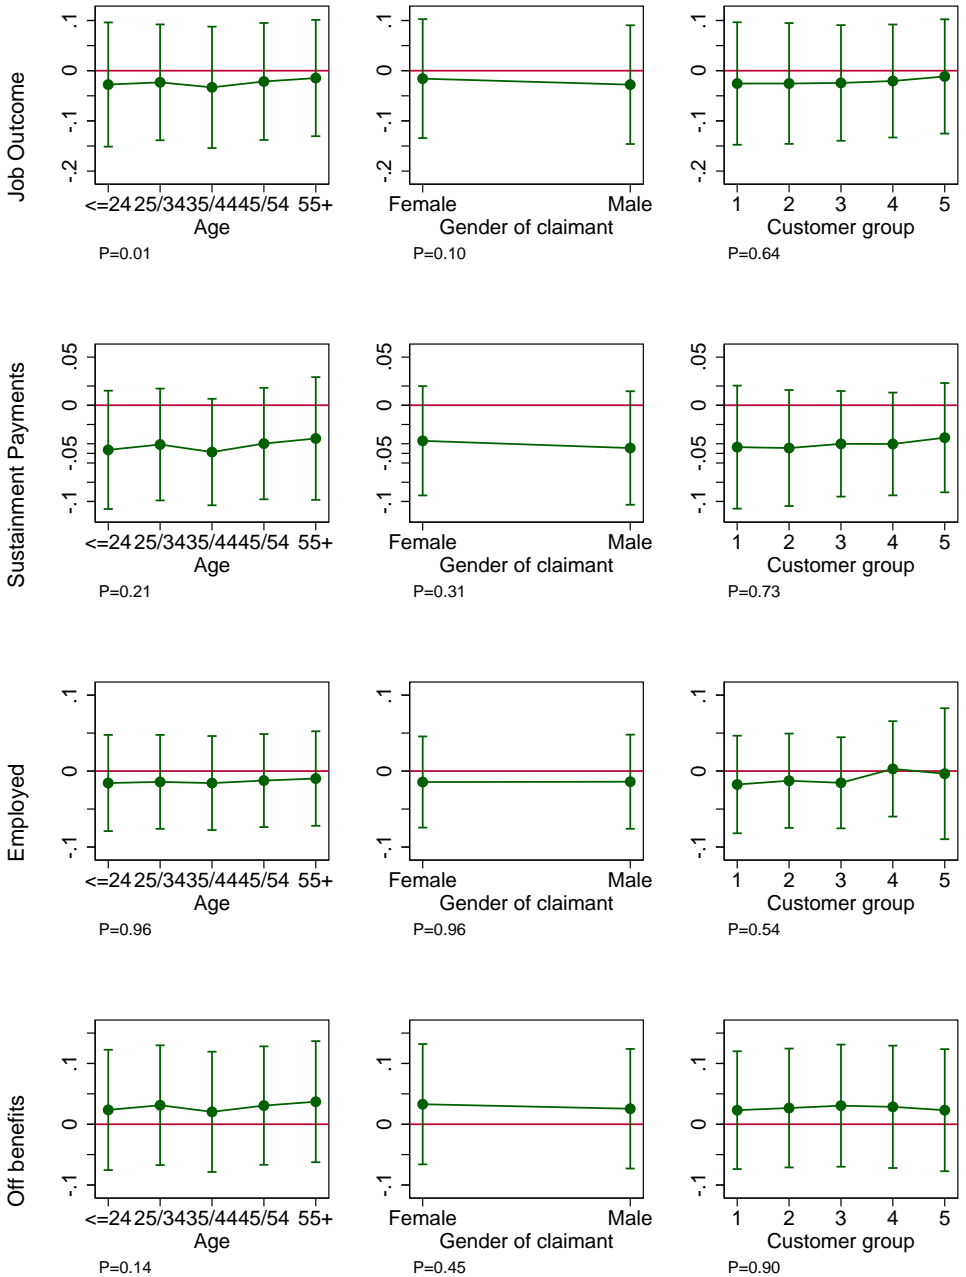 Job Outcome
.1
0
-.1
-.2
<=24 25/34 35/44 45/54 55+
Age
P=0.01
.1
0
-.1
-.2
Female Male
Gender of claimant
P=0.10
.1
0
-.1
-.2
1 2 3 4 5
Customer group
P=0.64
Sustainment Payments
.05
0
-.05
-.1
<=24 25/34 35/44 45/54 55+
Age
P=0.21
.05
0
-.05
-.1
Female Male
Gender of claimant
P=0.31
.05
0
-.05
-.1
1 2 3 4 5
Customer group
P=0.73
Employed
.1
0
-.1
<=24 25/34 35/44 45/54 55+
Age
P=0.96
.1
0
-.1
Female Male
Gender of claimant
P=0.96
.1
0
-.1
1 2 3 4 5
Customer group
P=0.54
Off benefits
.1
0
-.1
<=24 25/34 35/44 45/54 55+
Age
P=0.14
.1
0
-.1
Female Male
Gender of claimant
P=0.45
.1
0
-.1
1 2 3 4 5
Customer group
P=0.90